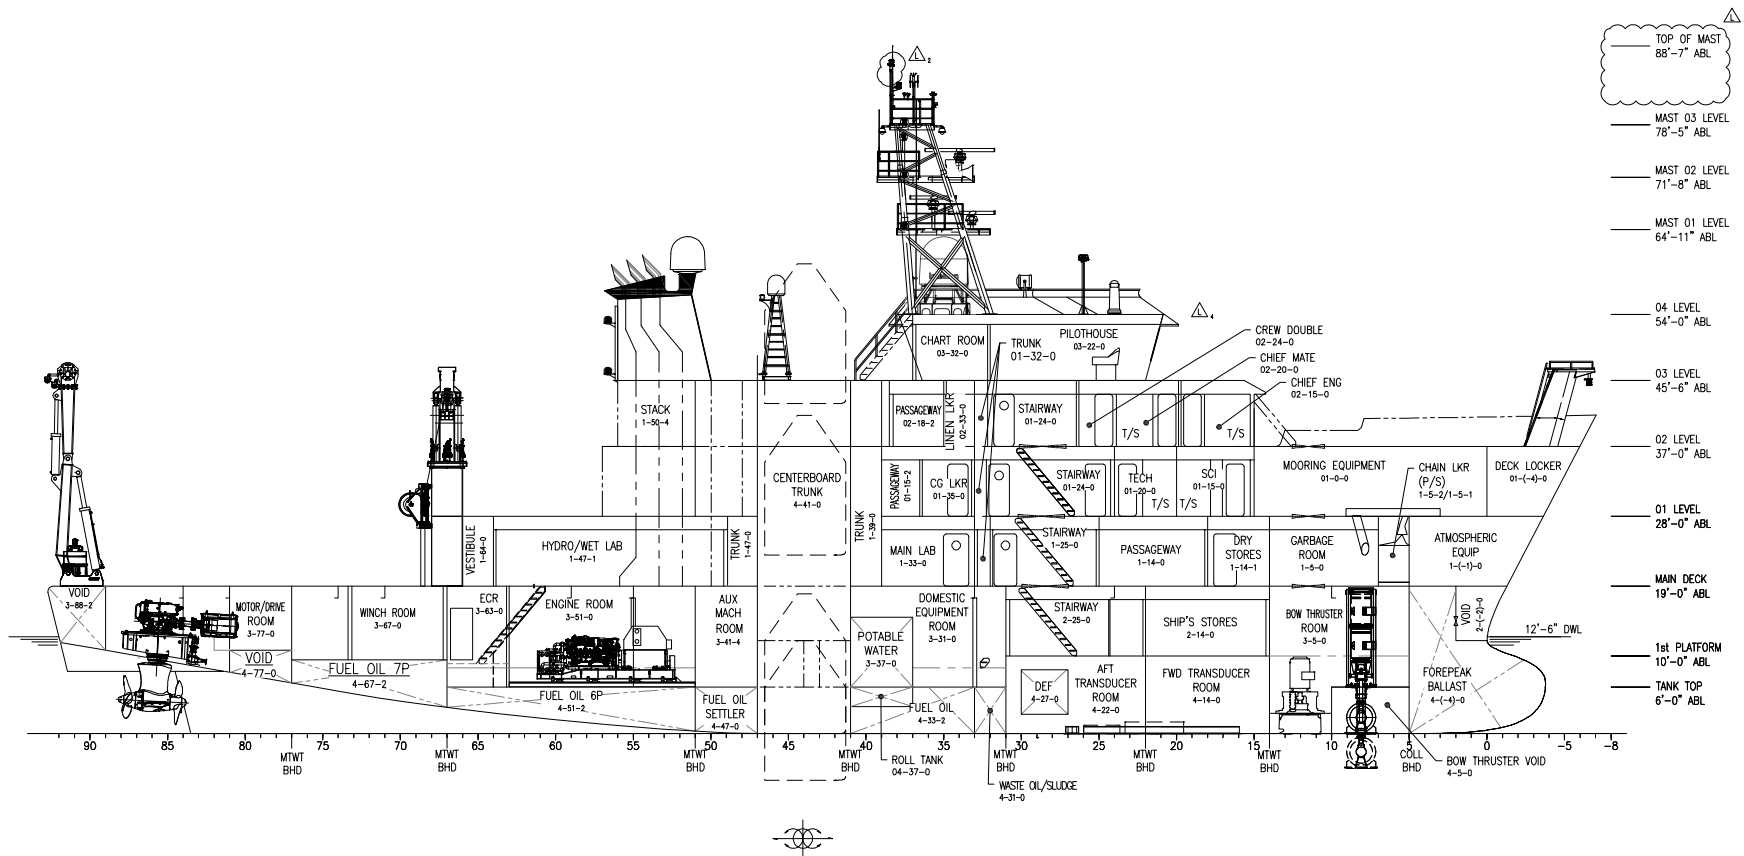 L
TOP OF MAST
88'-7" ABL
L 2
MAST 03 LEVEL
78'-5" ABL
MAST 02 LEVEL
71'-8" ABL
MAST 01 LEVEL
64'-11" ABL
L 4
04 LEVEL
54'-0" ABL
CHART ROOM
03-32-0
TRUNK
01-32-0
PILOTHOUSE
03-22-0
CREW DOUBLE
02-24-0
CHIEF MATE
02-20-0
CHIEF ENG
02-15-0
03 LEVEL
45'-6" ABL
STACK
1-50-4
PASSAGEWAY
02-18-2
LINEN LKR
02-33-0
STAIRWAY
01-24-0
T/S
T/S
02 LEVEL
37'-0" ABL
CENTERBOARD
TRUNK
4-41-0
PASSAGEWAY
01-15-2
CG LKR
01-35-0
STAIRWAY
01-24-0
TECH
01-20-0
T/S
T/S
SCI
01-15-0
MOORING EQUIPMENT
01-0-0
CHAIN LKR
(P/S)
1-5-2/1-5-1
DECK LOCKER
01-(-4)-0
01 LEVEL
28'-0" ABL
VESTIBULE
1-64-0
HYDRO/WET LAB
1-47-1
TRUNK
1-47-0
TRUNK
1-39-0
MAIN LAB
1-33-0
STAIRWAY
1-25-0
PASSAGEWAY
1-14-0
DRY
STORES
1-14-1
GARBAGE
ROOM
1-5-0
ATMOSPHERIC
EQUIP
1-(-1)-0
MAIN DECK
19'-0" ABL
VOID
3-88-2
MOTOR/DRIVE
ROOM
3-77-0
WINCH ROOM
3-67-0
ECR
3-63-0
ENGINE ROOM
3-51-0
AUX
MACH
ROOM
3-41-4
DOMESTIC
EQUIPMENT
ROOM
3-31-0
STAIRWAY
2-25-0
SHIP'S STORES
2-14-0
BOW THRUSTER
ROOM
3-5-0
VOID
2-(-2)-0
12'-6" DWL
POTABLE
WATER
3-37-0
1st PLATFORM
10'-0" ABL
VOID
4-77-0
FUEL OIL 7P
4-67-2
FUEL OIL 6P
4-51-2
FUEL OIL
SETTLER
4-47-0
FUEL OIL
4-33-2
DEF
4-27-0
AFT
TRANSDUCER
ROOM
4-22-0
FWD TRANSDUCER
ROOM
4-14-0
FOREPEAK
BALLAST
4-(-4)-0
TANK TOP
6'-0" ABL
90 85 80 75 70 65 60 55 50 45 40 35 30 25 20 15 10 5 0 -5 -8
MTWT
BHD
MTWT
BHD
MTWT
BHD
MTWT
BHD
MTWT
BHD
MTWT
BHD
MTWT
BHD
COLL
BHD
ROLL TANK
04-37-0
WASTE OIL/SLUDGE
4-31-0
BOW THRUSTER VOID
4-5-0